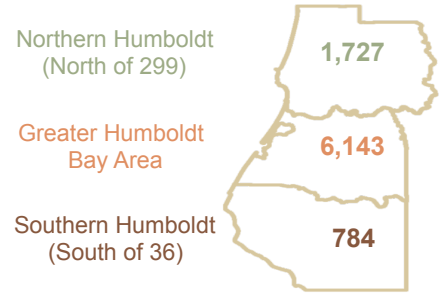 Northern Humboldt
(North of 299)
1,727
Greater Humboldt
Bay Area
6,143
Southern Humboldt
(South of 36)
784